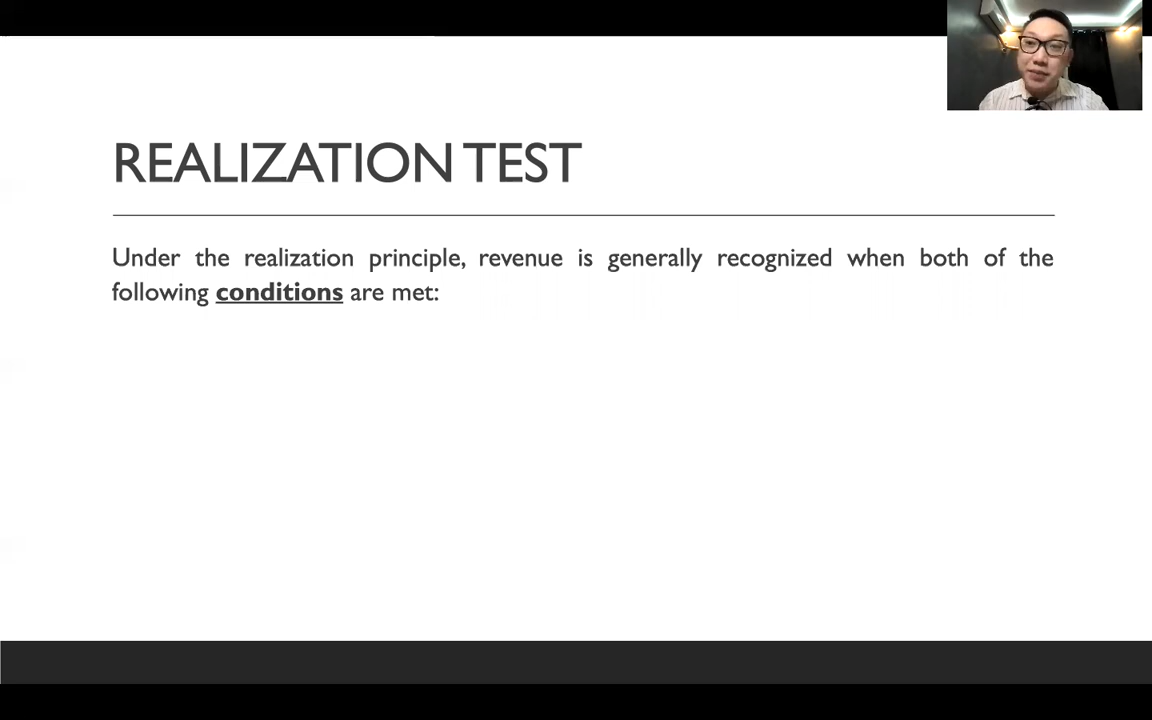 REALIZATION TEST
Under the realization principle, revenue is generally recognized when both of the
following conditions are met: